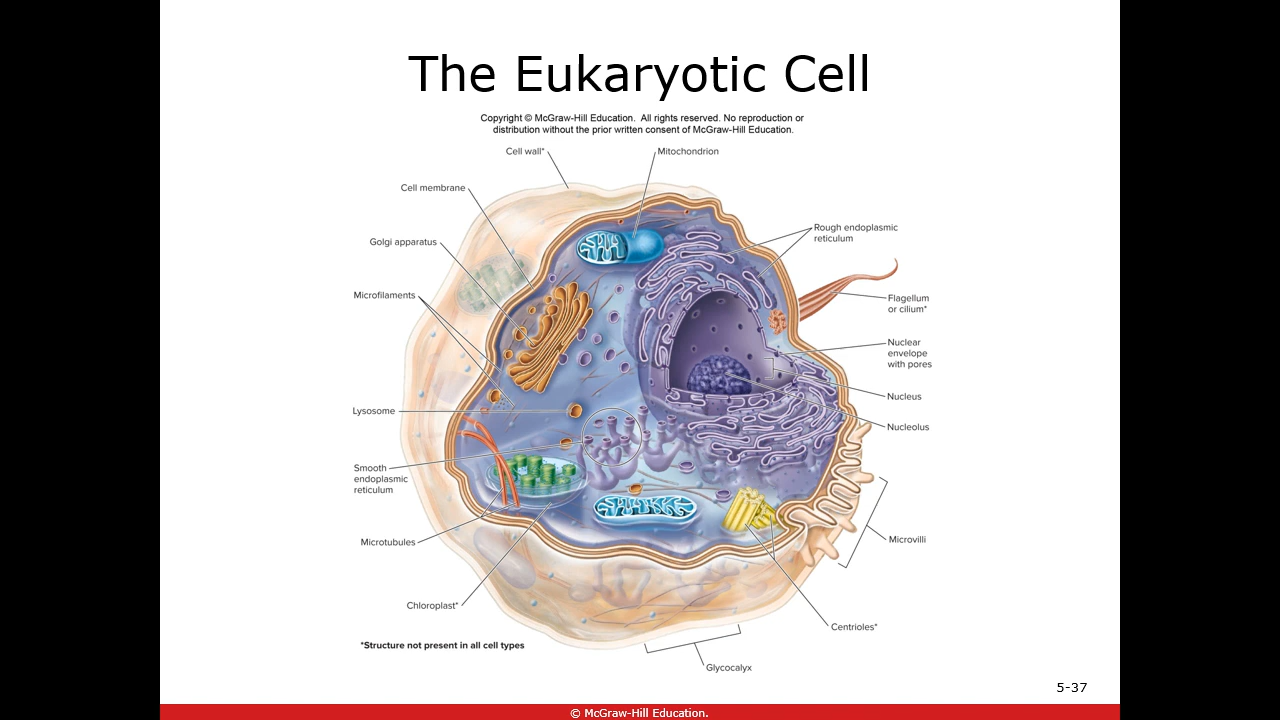 The Eukaryotic Cell
Copyright © McGraw-Hill Education. All rights reserved. No reproduction or
distribution without the prior written consent of McGraw-Hill Education.
Cell wall*
Mitochondrion
Cell membrane
Golgi apparatus
Microfilaments
Lysosome
Smooth
endoplasmic
reticulum
Microtubules
Chloroplast*
Rough endoplasmic
reticulum
Flagellum
or cilium*
Nuclear
envelope
with pores
Nucleus
Nucleolus
Microvilli
Centrioles*
Glycocalyx
*Structure not present in all cell types
5-37
© McGraw-Hill Education.